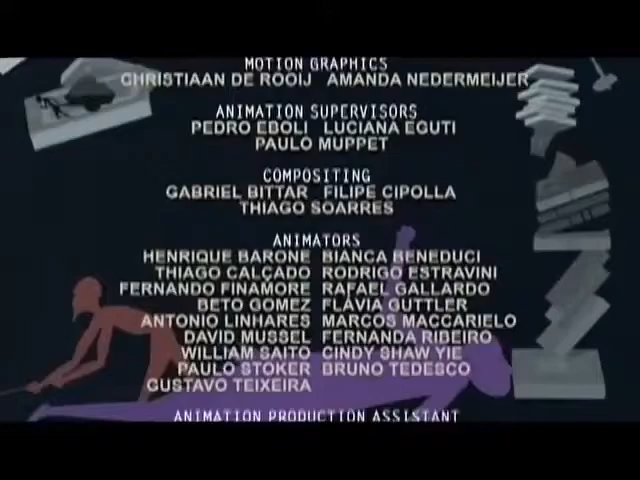 MOTION GRAPHICS
CHRISTIAAN DE ROOIJ AMANDA NEDERMEIJER
ANIMATION SUPERVISORS
PEDRO EBOLI LUCIANA EGUTI
PAULO MUPPET
COMPOSITING
GABRIEL BITTAR FILIPE CIPOLLA
THIAGO SOARRES
ANIMATORS
HENRIQUE BARONE BIANCA BENEDUCI
THIAGO CALÇADO RODRIGO ESTRAVINI
FERNANDO FINAMORE RAFAEL GALLARDO
BETO GOMEZ FLÁVIA GUTTLER
ANTONIO LINHARES MARCOS MACCARIELO
DAVID MUSSEL FERNANDA RIBEIRO
WILLIAM SAITO CINDY SHAW YIE
PAULO STOKER BRUNO TEDESCO
GUSTAVO TEIXEIRA
ANIMATION PRODUCTION ASSISTANT